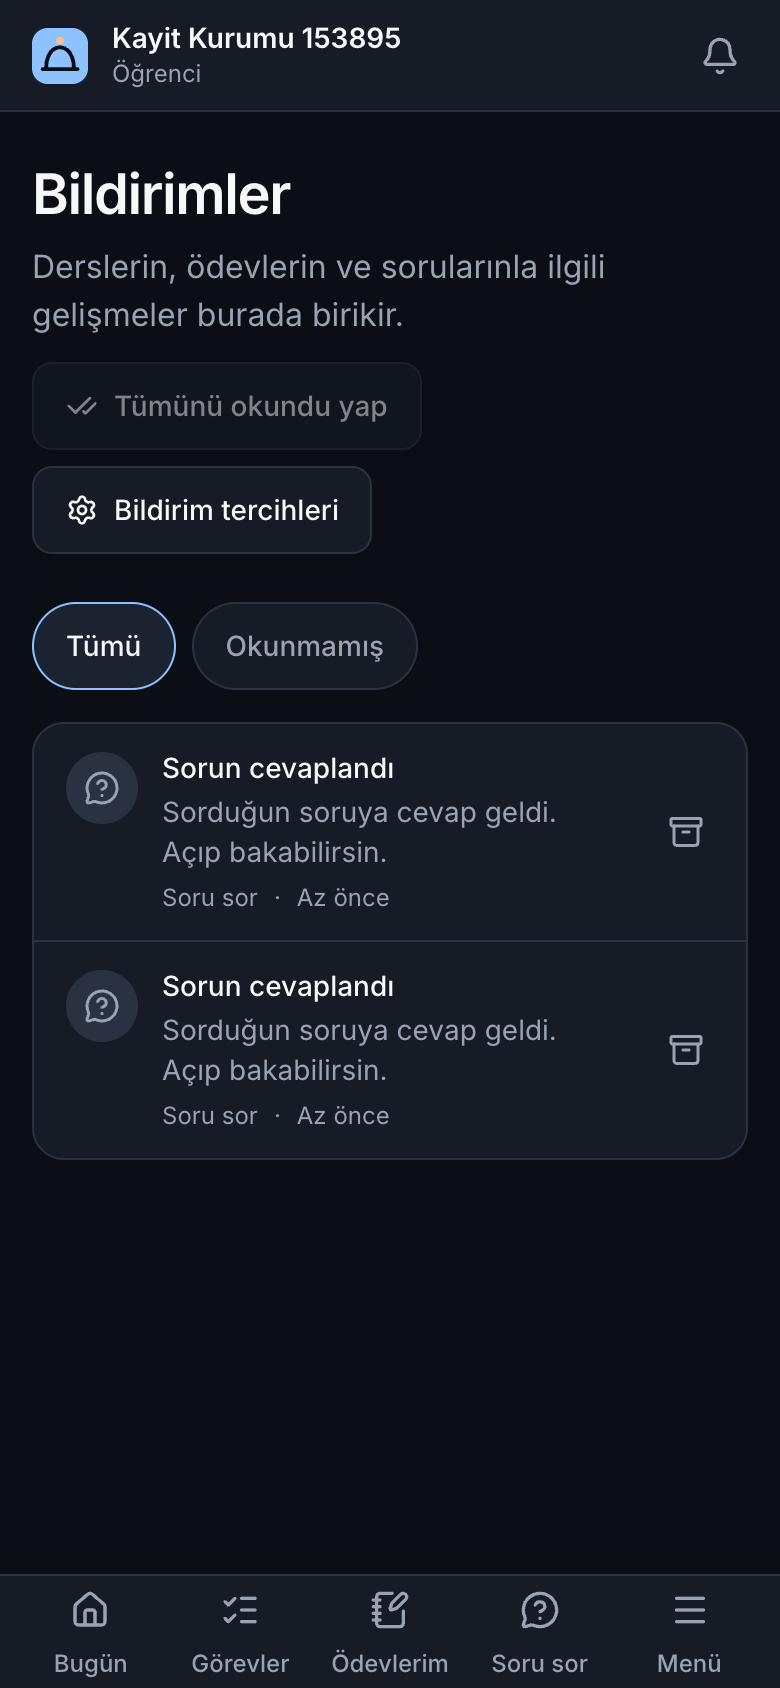 Kayit Kurumu 153895
Öğrenci
Bildirimler
Derslerin, ödevlerin ve sorularınla ilgili
gelişmeler burada birikir.
Tümünü okundu yap
Bildirim tercihleri
Tümü
Okunmamış
Sorun cevaplandı
Sorduğun soruya cevap geldi.
Açıp bakabilirsin.
Soru sor · Az önce
Sorun cevaplandı
Sorduğun soruya cevap geldi.
Açıp bakabilirsin.
Soru sor · Az önce
Bugün
Görevler
Ödevlerim
Soru sor
Menü